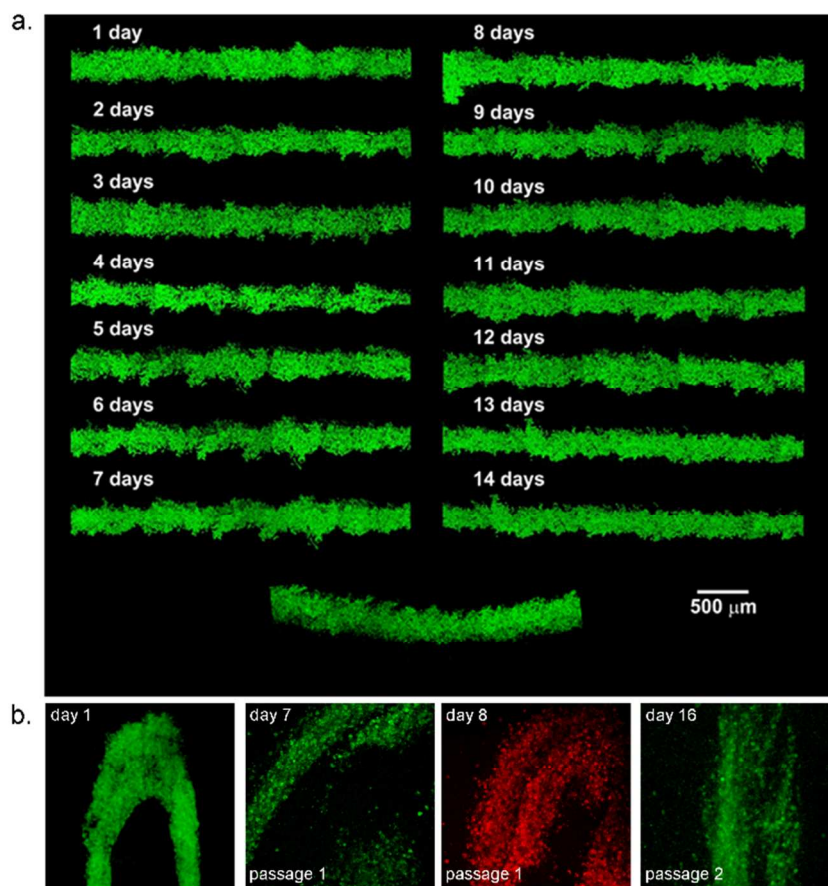 a.
1 day
2 days
3 days
4 days
5 days
6 days
7 days
8 days
9 days
10 days
11 days
12 days
13 days
14 days
500 μm
b.
day 1
day 7
passage 1
day 8
passage 1
day 16
passage 2